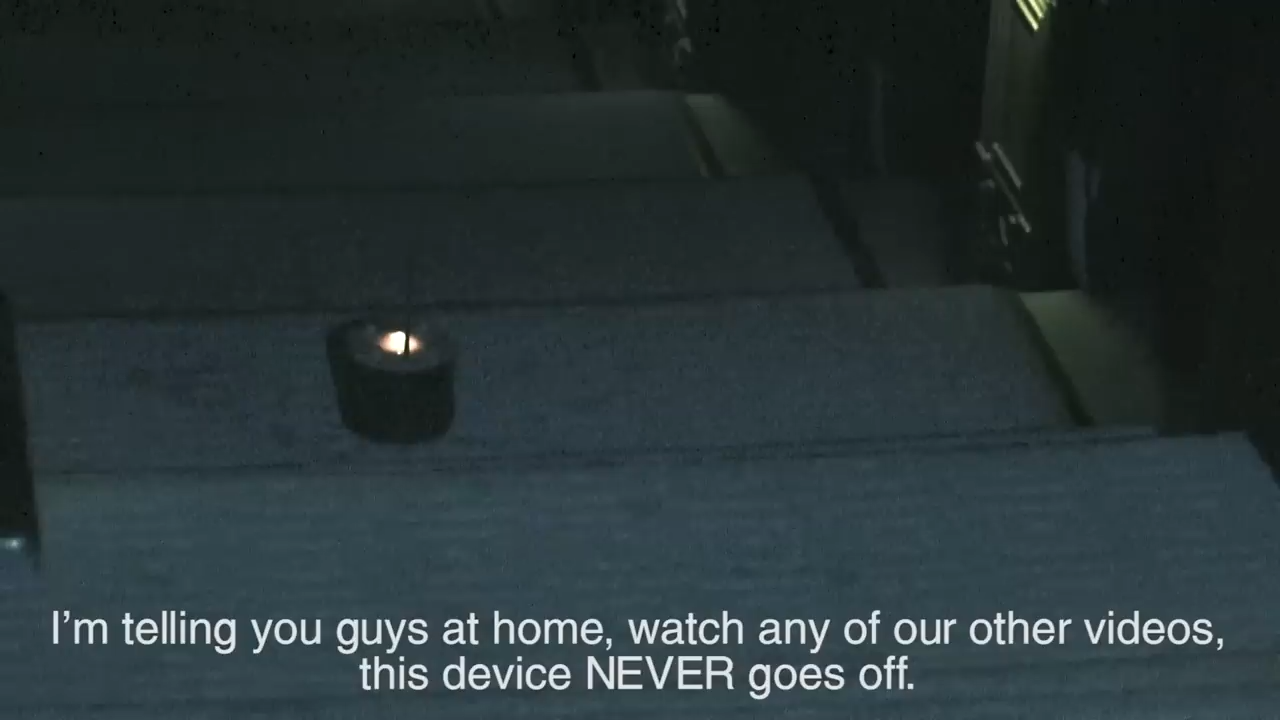 I’m telling you guys at home, watch any of our other videos,
this device NEVER goes off.